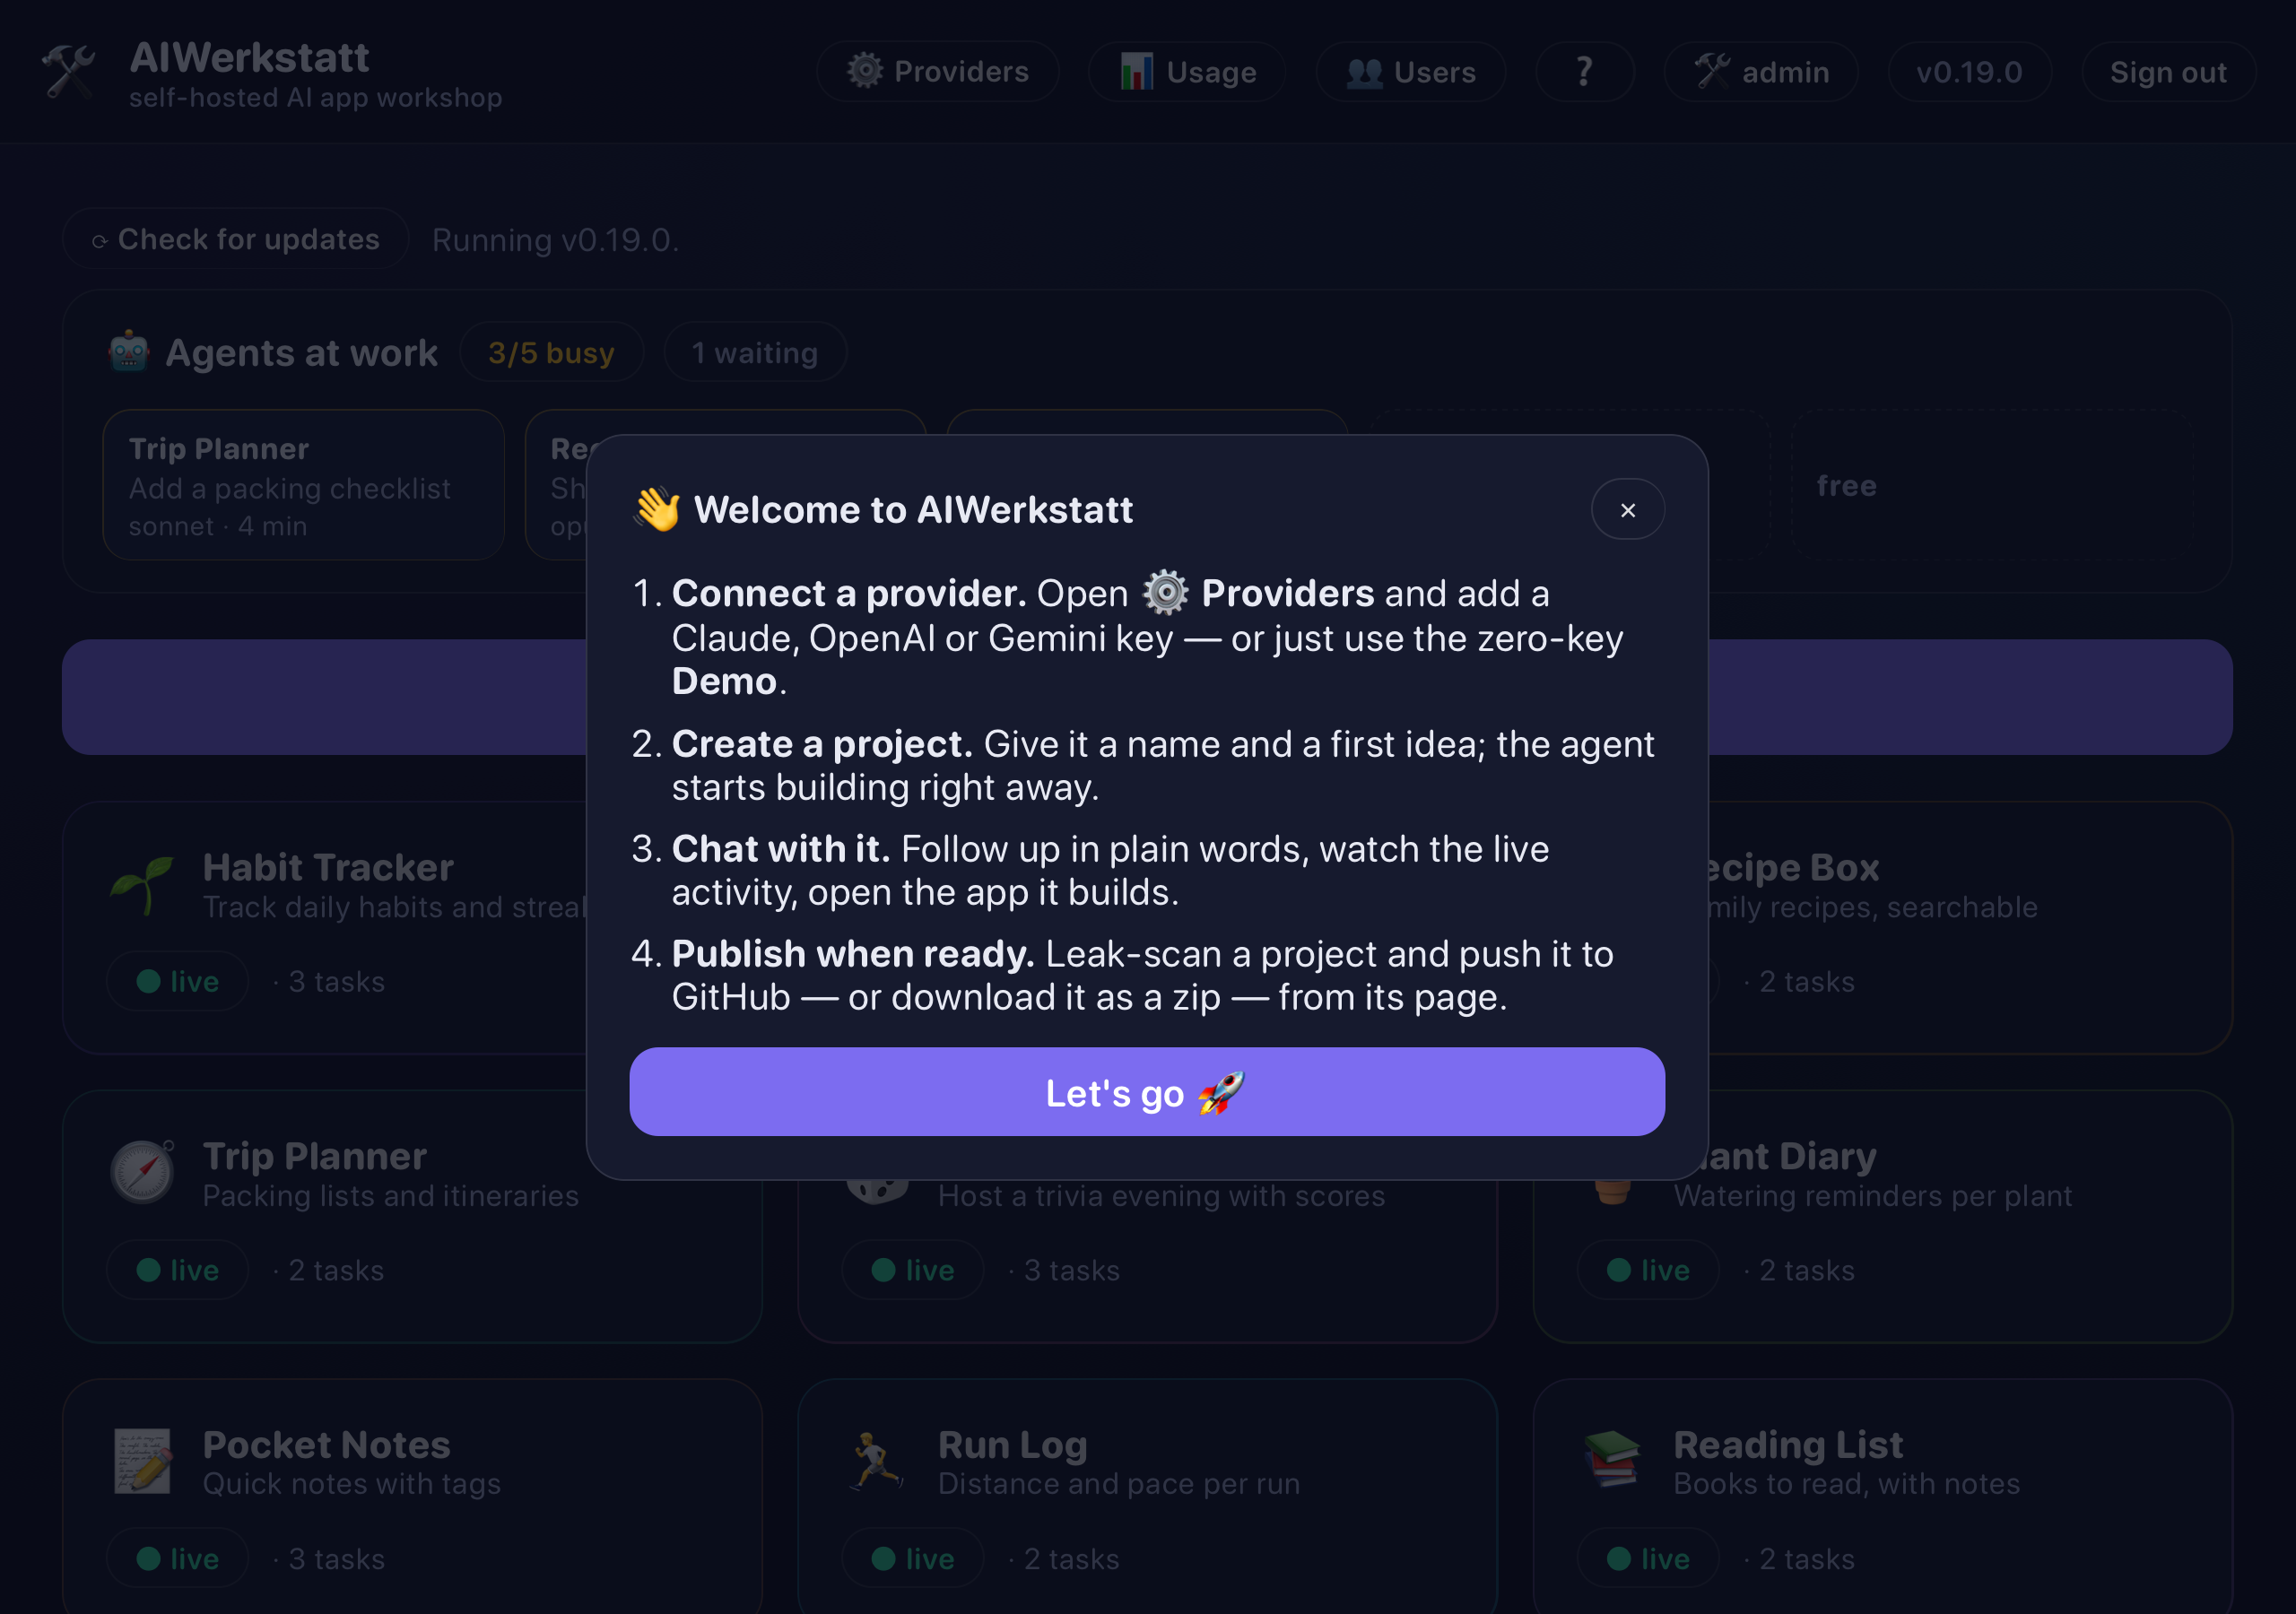 AIWerkstatt
self-hosted AI app workshop
Providers
Usage
Users
?
admin
v0.19.0
Sign out
Check for updates
Running v0.19.0.
Agents at work
3/5 busy
1 waiting
Trip Planner
Add a packing checklist
sonnet · 4 min
free
👋 Welcome to AIWerkstatt
×
1. Connect a provider. Open ⚙️ Providers and add a
Claude, OpenAI or Gemini key — or just use the zero-key
Demo.
2. Create a project. Give it a name and a first idea; the agent
starts building right away.
3. Chat with it. Follow up in plain words, watch the live
activity, open the app it builds.
4. Publish when ready. Leak-scan a project and push it to
GitHub — or download it as a zip — from its page.
Let's go 🚀
Habit Tracker
Track daily habits and
live · 3 tasks
Box
recipes, searchable
· 2 tasks
Trip Planner
Packing lists and itineraries
live · 2 tasks
Host a trivia evening with scores
live · 3 tasks
Diary
Watering reminders per plant
live · 2 tasks
Pocket Notes
Quick notes with tags
live · 3 tasks
Run Log
Distance and pace per run
live · 2 tasks
Reading List
Books to read, with notes
live · 2 tasks